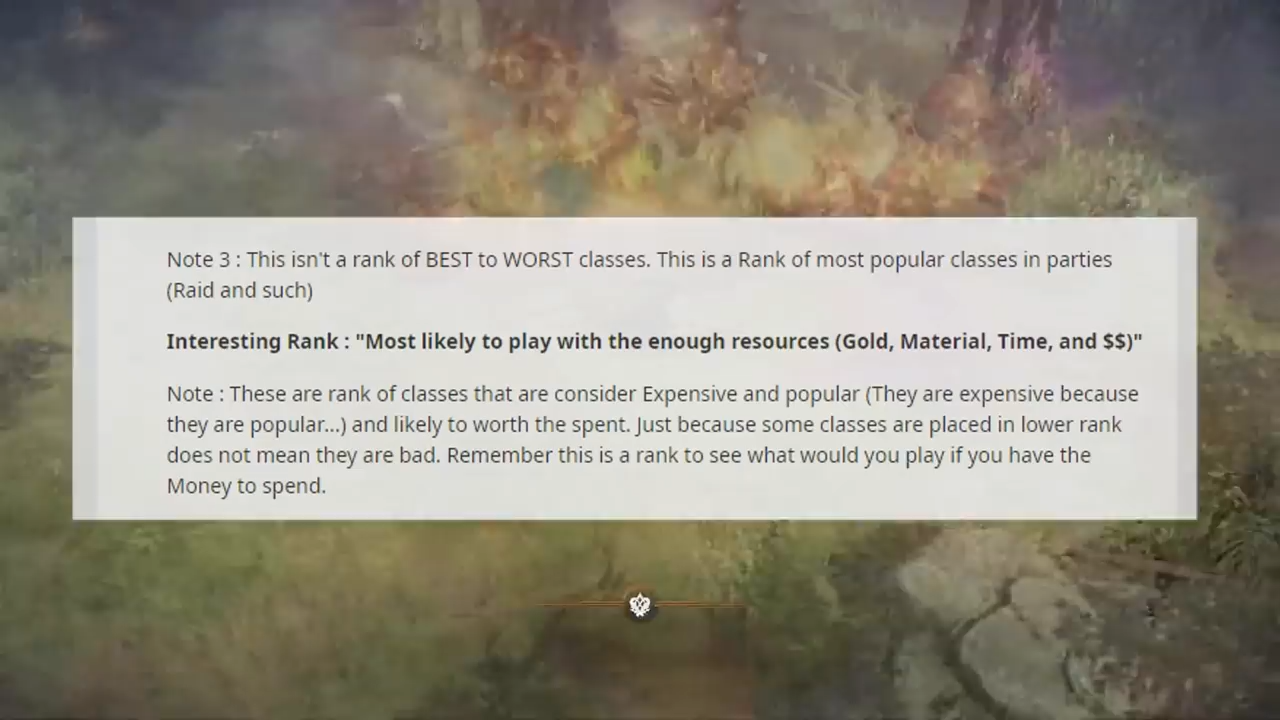 Note 3 : This isn't a rank of BEST to WORST classes. This is a Rank of most popular classes in parties
(Raid and such)
Interesting Rank : "Most likely to play with the enough resources (Gold, Material, Time, and $$)"
Note : These are rank of classes that are consider Expensive and popular (They are expensive because
they are popular...) and likely to worth the spent. Just because some classes are placed in lower rank
does not mean they are bad. Remember this is a rank to see what would you play if you have the
Money to spend.